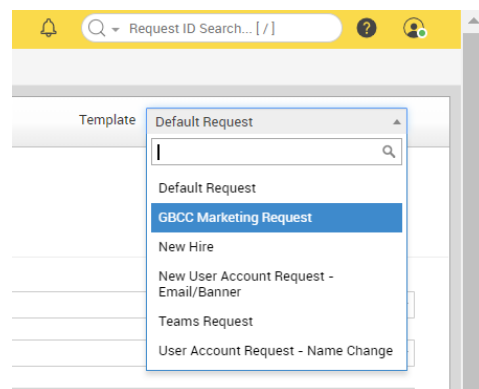 Request ID Search... [ / ]
Template
Default Request
Default Request
GBCC Marketing Request
New Hire
New User Account Request -
Email/Banner
Teams Request
User Account Request - Name Change